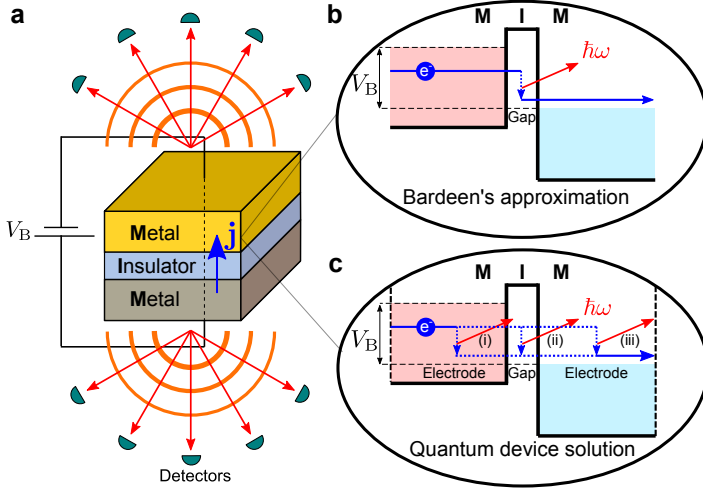 a
V_B
Metal
Insulator
Metal
j
Detectors
b
M I M
V_B
e⁻
ħω
Gap
Bardeen's approximation
c
M I M
ħω
V_B
e⁻
(i) (ii) (iii)
Electrode Gap Electrode
Quantum device solution